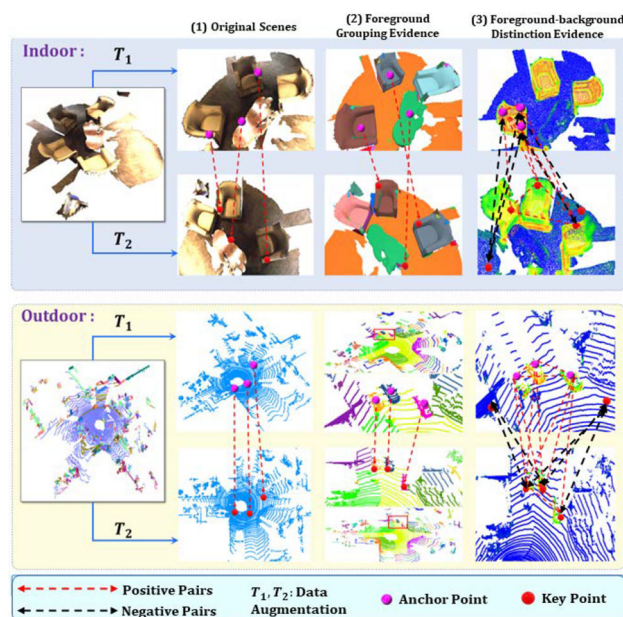 (1) Original Scenes
(2) Foreground
Grouping Evidence
(3) Foreground-background
Distinction Evidence
Indoor :
T1
T2
Outdoor :
T1
T2
Positive Pairs
Negative Pairs
T1, T2: Data
Augmentation
Anchor Point
Key Point